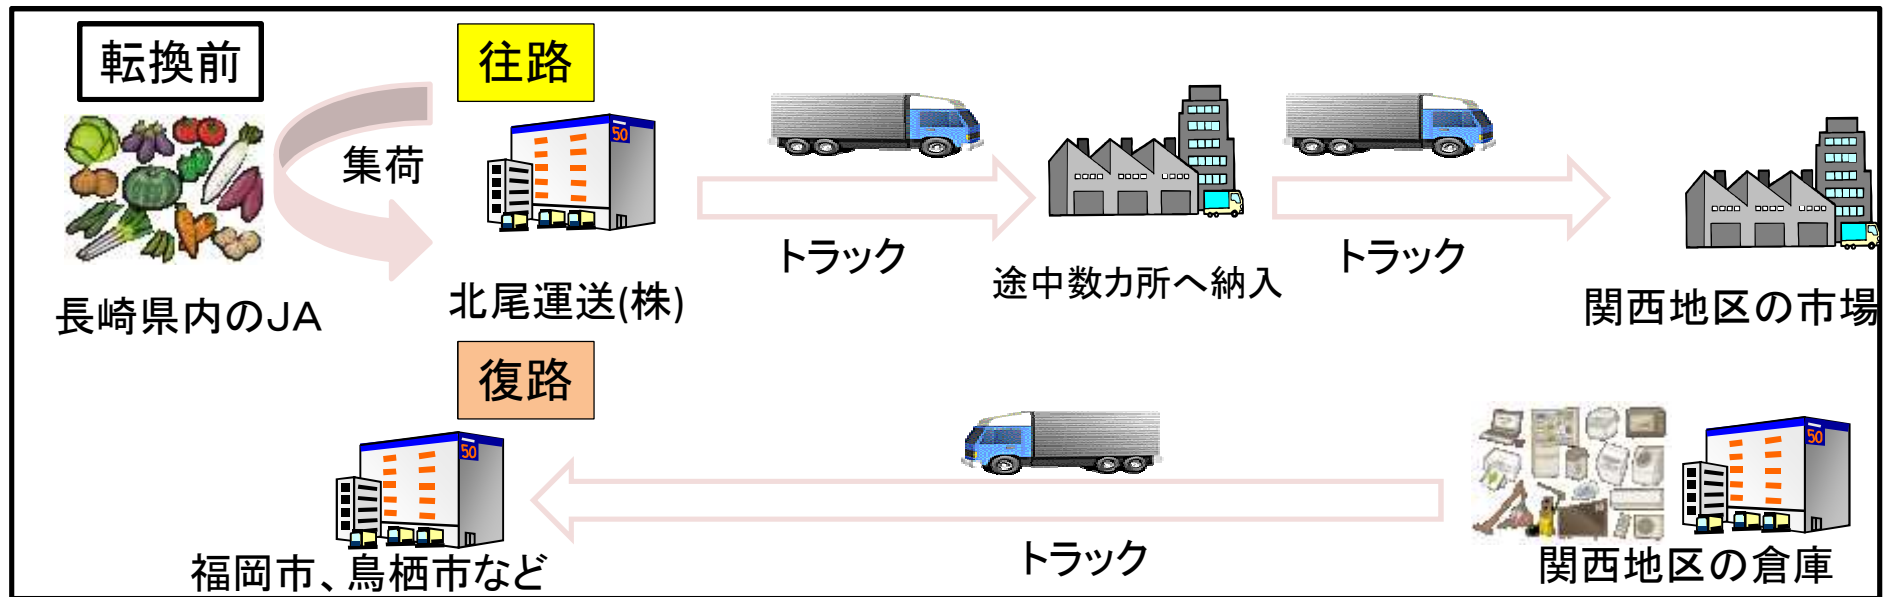 転換前
往路
集荷
50
トラック
トラック
途中数カ所へ納入
長崎県内のJA
北尾運送(株)
関西地区の市場
復路
50
50
トラック
福岡市、鳥栖市など
関西地区の倉庫